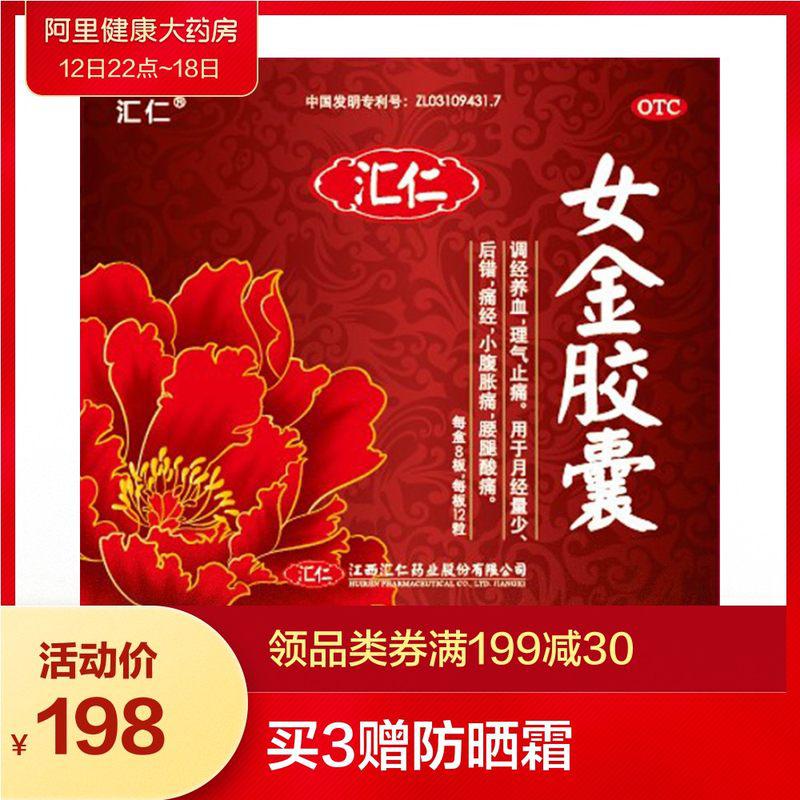 阿里健康大药房
12日22点~18日
汇仁®
中国发明专利号：ZL03109431.7
OTC
汇仁
女金胶囊
调经养血，理气止痛。用于月经量少、
后错，痛经，小腹胀痛，腰腿酸痛。
每盒8板，每板12粒
汇仁
江西汇仁药业股份有限公司
HUIREN PHARMACEUTICAL CO., LTD. JIANGXI
活动价
¥198
领品类券满199减30
买3赠防晒霜